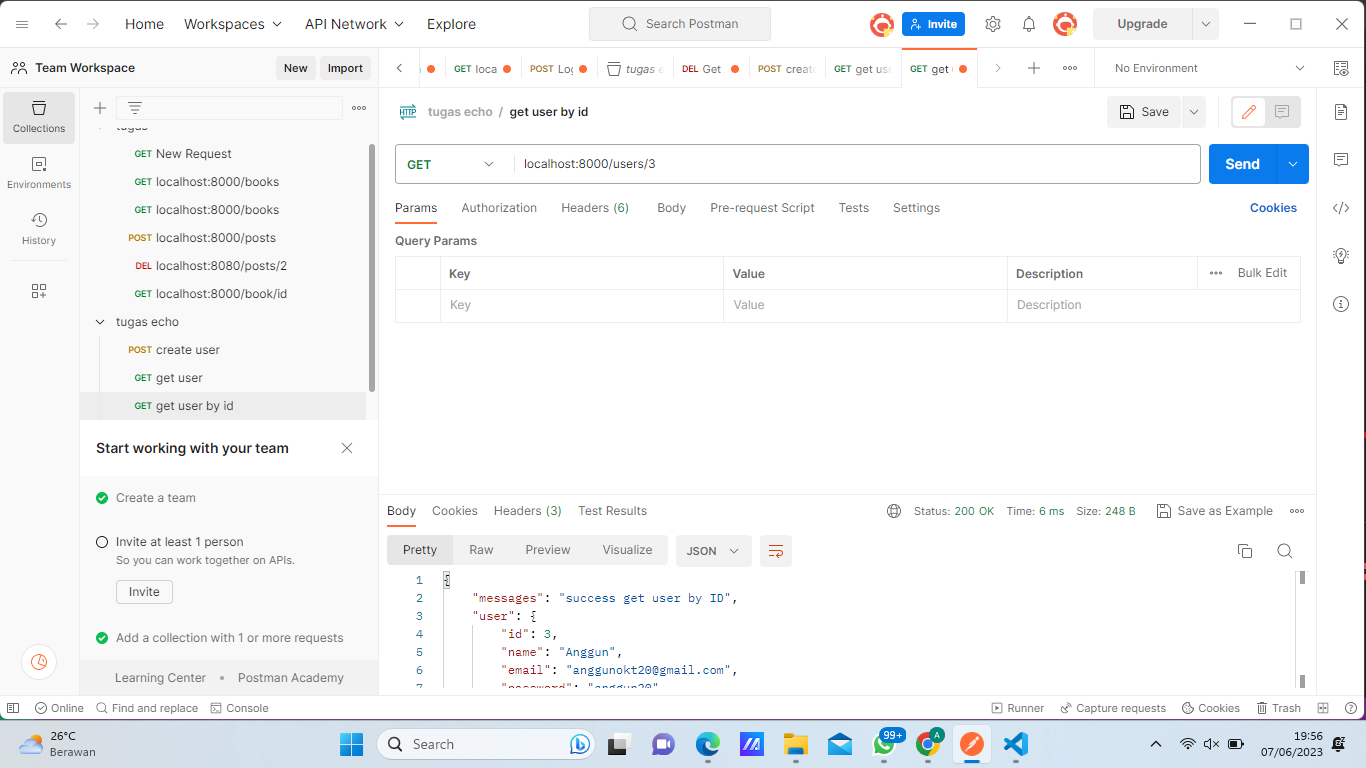 Home Workspaces API Network Explore Search Postman Invite Upgrade
Team Workspace New Import
GET loca POST Lo GET tugas e DEL Get POST create GET get use GET get No Environment
Collections
Environments
History
tugas
GET New Request
GET localhost:8000/books
GET localhost:8000/books
POST localhost:8000/posts
DEL localhost:8080/posts/2
GET localhost:8000/book/id
tugas echo
POST create user
GET get user
GET get user by id
Start working with your team
Create a team
Invite at least 1 person
So you can work together on APIs.
Invite
Add a collection with 1 or more requests
Learning Center • Postman Academy
HTTP tugas echo / get user by id Save
GET localhost:8000/users/3 Send
Params Authorization Headers (6) Body Pre-request Script Tests Settings Cookies
Query Params
Key Value Description ••• Bulk Edit
Key Value Description
Body Cookies Headers (3) Test Results Status: 200 OK Time: 6 ms Size: 248 B Save as Example
Pretty Raw Preview Visualize JSON
1 {
2 "messages": "success get user by ID",
3 "user": {
4 "id": 3,
5 "name": "Anggun",
6 "email": "anggunokt20@gmail.com",
7 "password": "anggun20"
Online Find and replace Console Runner Capture requests Cookies Trash
26°C
Berawan
Search
99+
A
19:56
07/06/2023